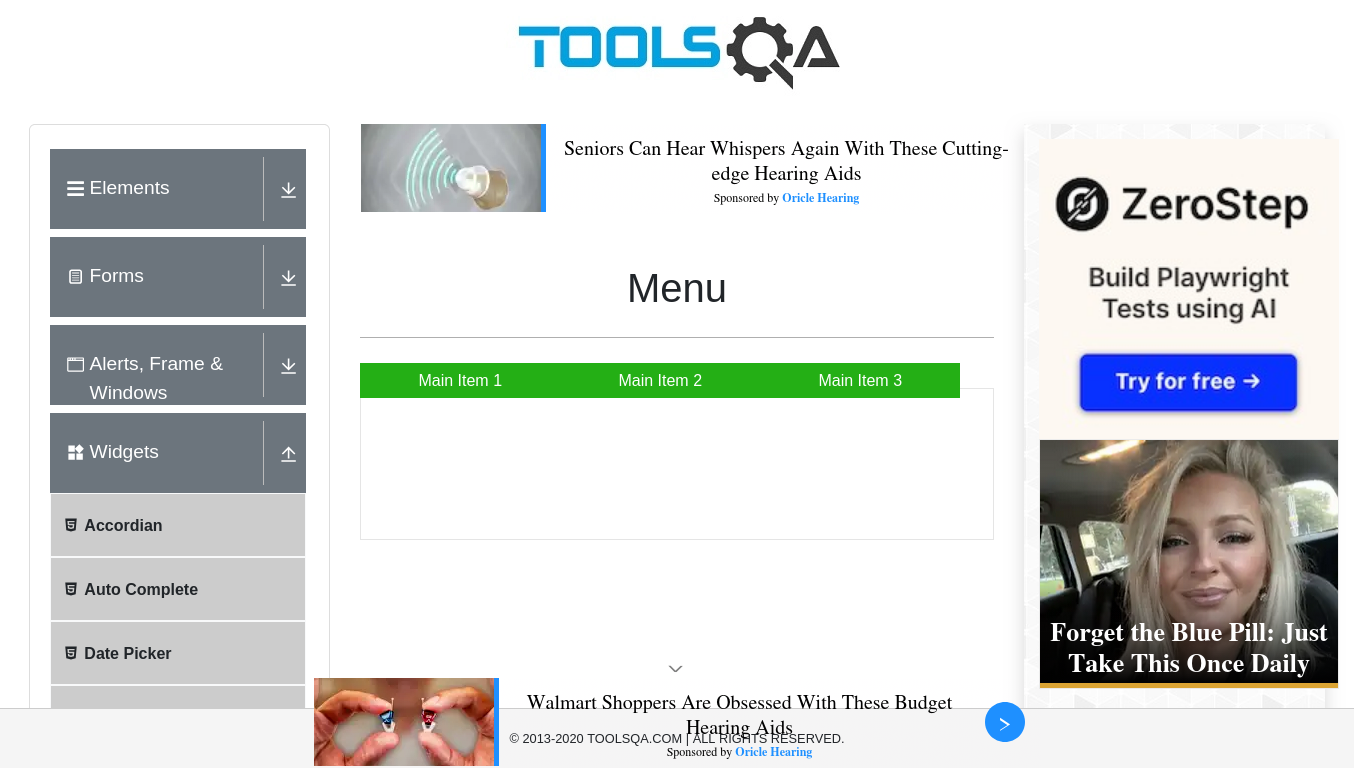 TOOLSQA
Elements
Forms
Alerts, Frame &
Windows
Widgets
Accordian
Auto Complete
Date Picker
Seniors Can Hear Whispers Again With These Cutting-
edge Hearing Aids
Sponsored by Oricle Hearing
Menu
Main Item 1
Main Item 2
Main Item 3
ZeroStep
Build Playwright
Tests using AI
Try for free →
Forget the Blue Pill: Just
Take This Once Daily
Walmart Shoppers Are Obsessed With These Budget
Hearing Aids
© 2013-2020 TOOLSQA.COM | ALL RIGHTS RESERVED.
Sponsored by Oricle Hearing